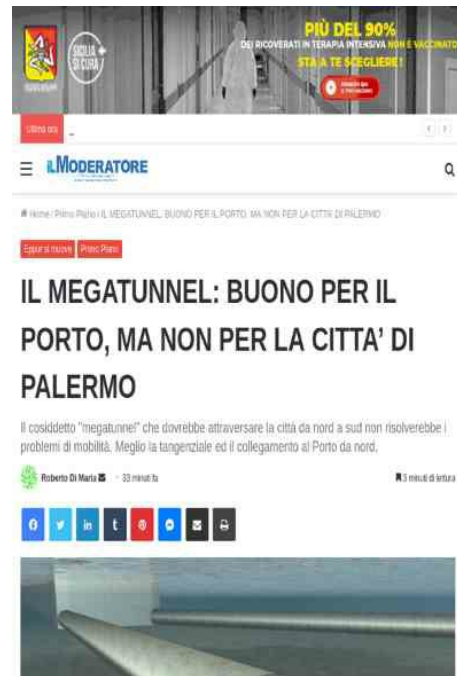 PIÙ DEL 90%
DEI RICOVERATI IN TERAPIA INTENSIVA NON È VACCINATO
STA A TE SCEGLIERE!
SICILIA
SI CURA
Ultima ora
ILMODERATORE
Home / Primo Piano / IL MEGATUNNEL: BUONO PER IL PORTO, MA NON PER LA CITTA' DI PALERMO
Eppur si muove Primo Piano
IL MEGATUNNEL: BUONO PER IL
PORTO, MA NON PER LA CITTA' DI
PALERMO
Il cosiddetto "megatunnel" che dovrebbe attraversare la città da nord a sud non risolverebbe i
problemi di mobilità. Meglio la tangenziale ed il collegamento al Porto da nord.
Roberto Di Maria 33 minuti fa 3 minuti di lettura